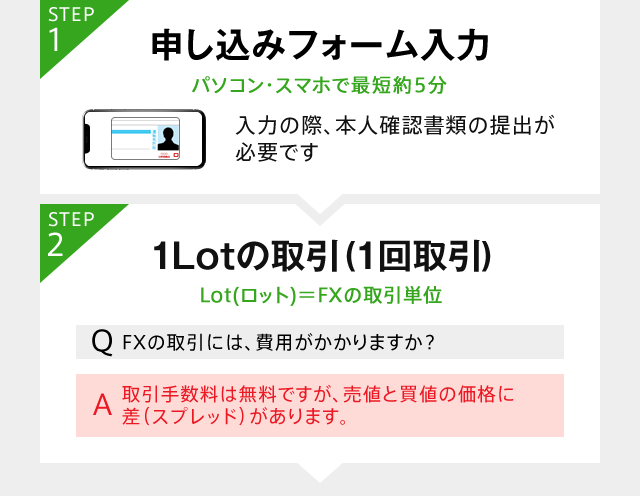 STEP
1
申し込みフォーム入力
パソコン・スマホで最短約5分
入力の際、本人確認書類の提出が
必要です
STEP
2
1Lotの取引(1回取引)
Lot(ロット)=FXの取引単位
Q FXの取引には、費用がかかりますか?
A 取引手数料は無料ですが、売値と買値の価格に
差(スプレッド)があります。